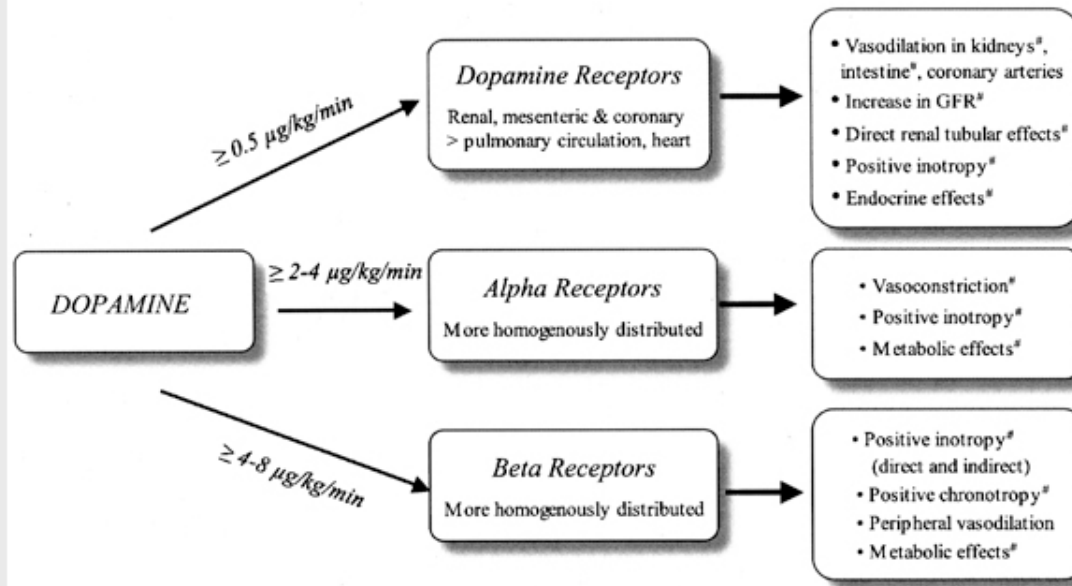 DOPAMINE
≥ 0.5 µg/kg/min
Dopamine Receptors
Renal, mesenteric & coronary
> pulmonary circulation, heart
• Vasodilation in kidneys#,
intestine#, coronary arteries
• Increase in GFR#
• Direct renal tubular effects#
• Positive inotropy#
• Endocrine effects#
≥ 2-4 µg/kg/min
Alpha Receptors
More homogenously distributed
• Vasoconstriction#
• Positive inotropy#
• Metabolic effects#
≥ 4-8 µg/kg/min
Beta Receptors
More homogenously distributed
• Positive inotropy#
(direct and indirect)
• Positive chronotropy#
• Peripheral vasodilation
• Metabolic effects#